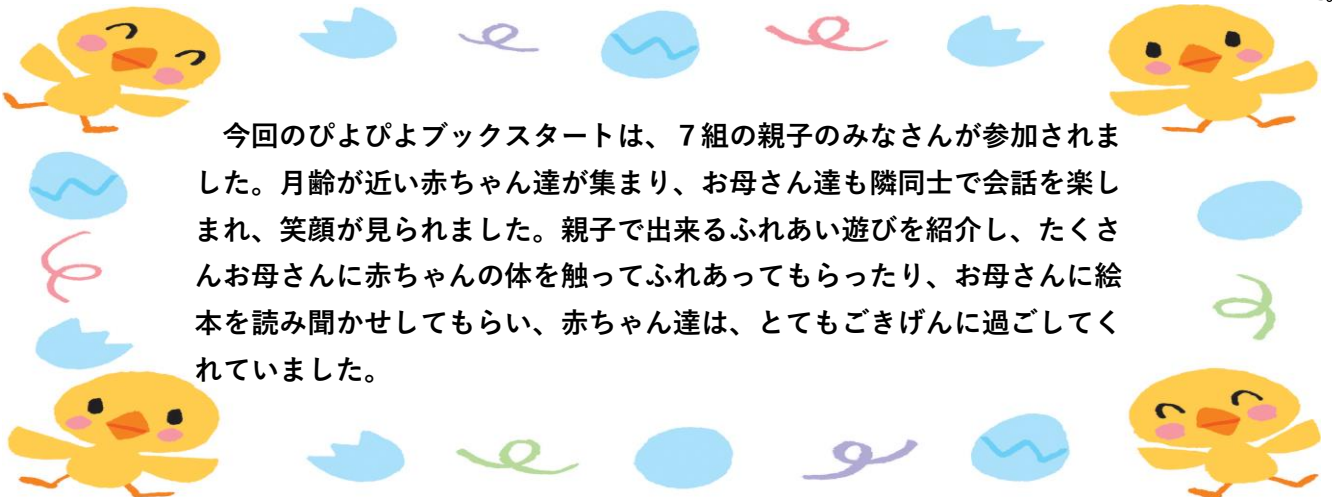 今回のぴよぴよブックスタートは、７組の親子のみなさんが参加されま
した。月齢が近い赤ちゃん達が集まり、お母さん達も隣同士で会話を楽し
まれ、笑顔が見られました。親子で出来るふれあい遊びを紹介し、たくさ
んお母さんに赤ちゃんの体を触ってふれあってもらったり、お母さんに絵
本を読み聞かせしてもらい、赤ちゃん達は、とてもごきげんに過ごしてく
れていました。